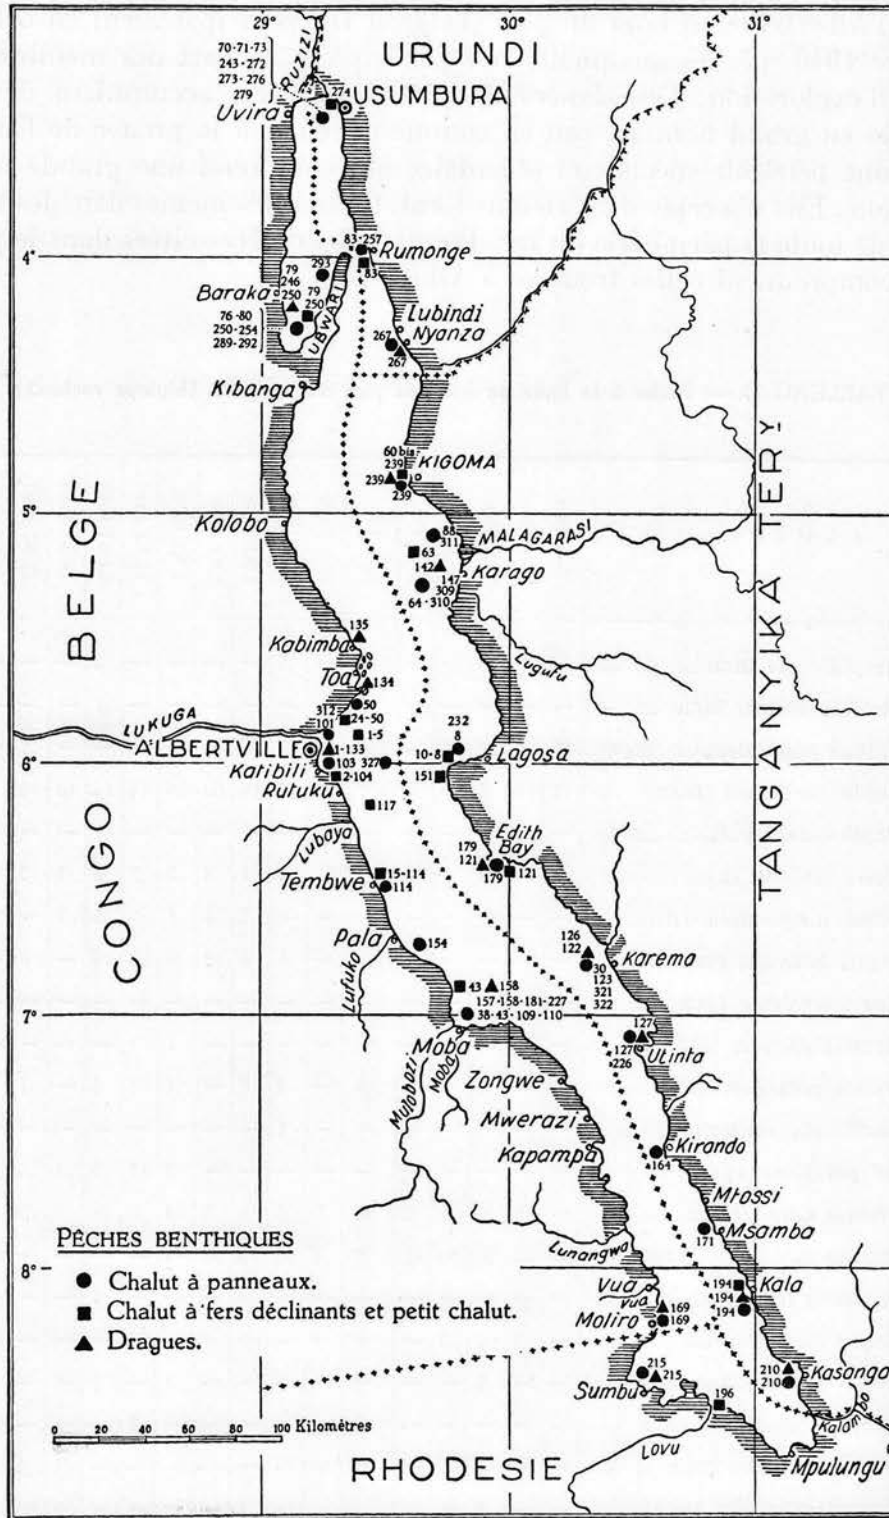 29
30
31
70·71·73
243·272
273·276
279
RUZIZI
URUNDI
274
USUMBURA
Uvira
4
83·257
Rumonge
83
293
79
246
250
79
250
Baraka
UBWARI
76·80
250·254
289·292
Lubindi
Nyanza
267
267
Kibanga
60 bis
239
KIGOMA
239
239
CONGO BELGE
TANGANYIKA TERY.
5
Kolobo
88
311
MALAGARASI
63
142
147
309
Karago
64·310
135
Kabimba
Lugufu
Toa
134
50
312
101
24-50
232
8
LUKUGA
1-5
ALBERTVILLE
1-133
10-8
Lagosa
6
103
327
Katibili
2-104
151
Rutuku
117
Lubaya
179
121
Edith
Bay
15-114
179
121
Tembwe
114
Pala
154
126
122
Karema
30
123
321
322
Lufuko
43
158
157·158·181·227
38·43·109·110
7
127
Moba
127
226
Utinta
Mulobozi
Moba
Zongwe
Mwerazi
Kapampa
Kirando
164
Mtossi
171
Msamba
PÊCHES BENTHIQUES
Lunangwa
8
Chalut à panneaux.
Vua
Vua
194
Kala
194
194
Chalut à fers déclinants et petit chalut.
169
169
Moliro
Dragues.
215
215
210
210
Kasanga
Sumbu
196
Kalambo
0 20 40 60 80 100 Kilométres
Lovu
Mpulungu
RHODESIE